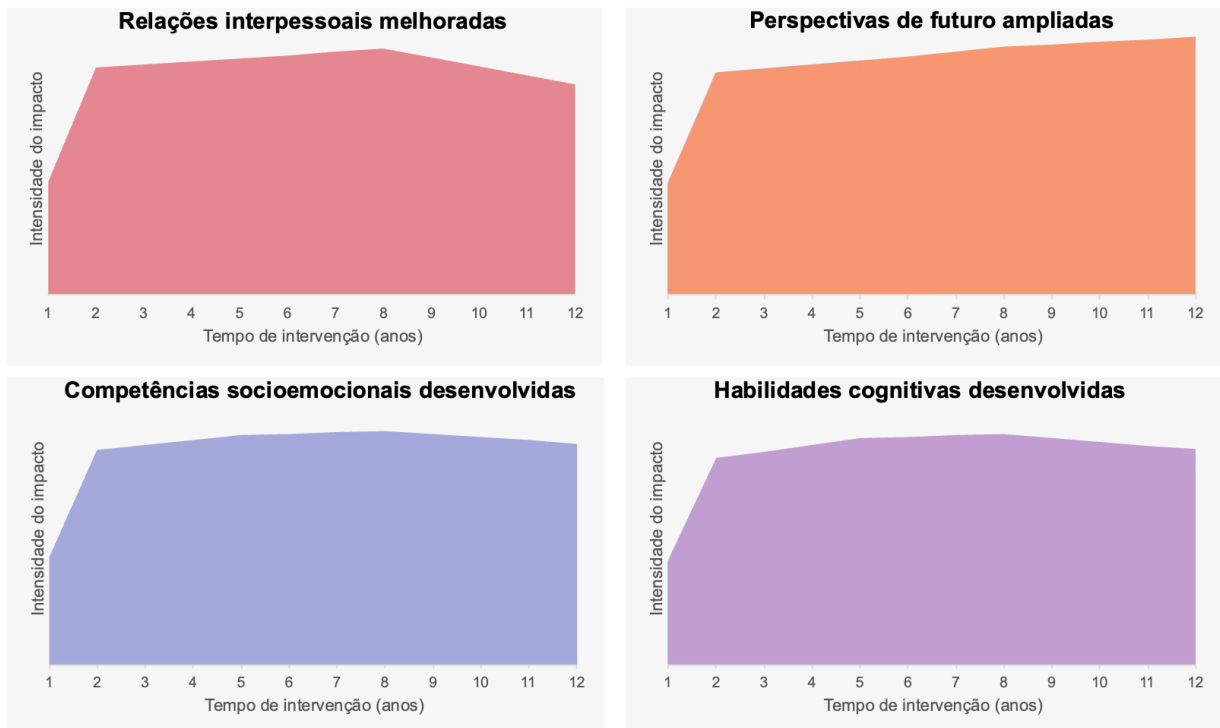 Relações interpessoais melhoradas
Intensidade do impacto
1 2 3 4 5 6 7 8 9 10 11 12
Tempo de intervenção (anos)
Perspectivas de futuro ampliadas
Intensidade do impacto
1 2 3 4 5 6 7 8 9 10 11 12
Tempo de intervenção (anos)
Competências socioemocionais desenvolvidas
Intensidade do impacto
1 2 3 4 5 6 7 8 9 10 11 12
Tempo de intervenção (anos)
Habilidades cognitivas desenvolvidas
Intensidade do impacto
1 2 3 4 5 6 7 8 9 10 11 12
Tempo de intervenção (anos)